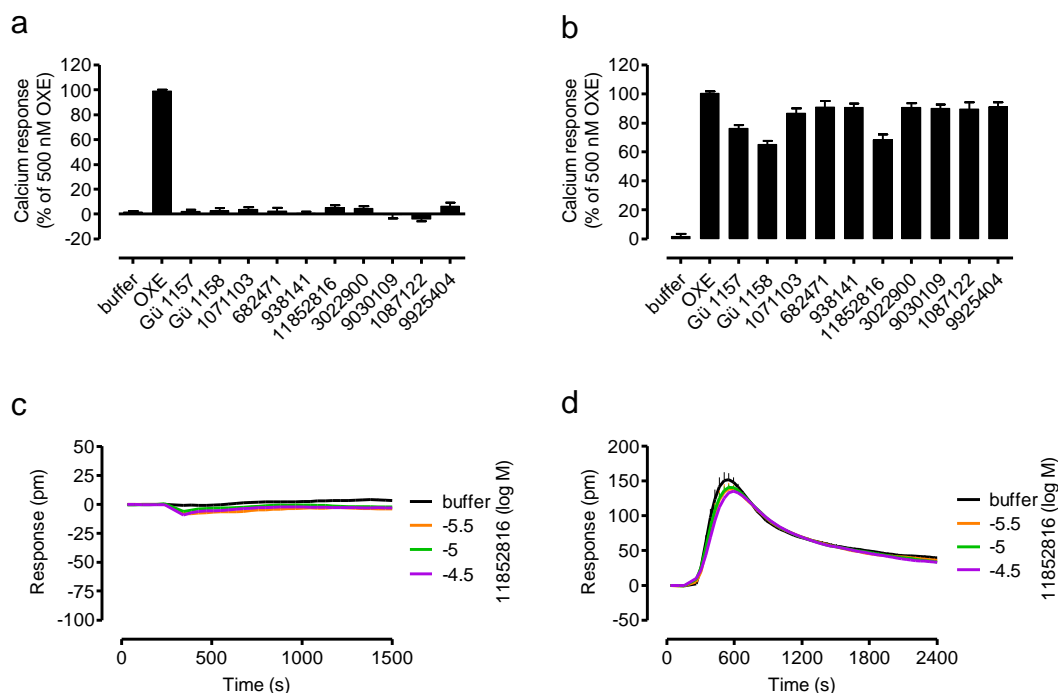 a
Calcium response
(% of 500 nM OXE)
120
100
80
60
40
20
0
-20
buffer
OXE
Gü 1157
Gü 1158
1071103
682471
938141
11852816
3022900
9030109
1087122
9925404
b
Calcium response
(% of 500 nM OXE)
120
100
80
60
40
20
0
buffer
OXE
Gü 1157
Gü 1158
1071103
682471
938141
11852816
3022900
9030109
1087122
9925404
c
Response (pm)
50
25
0
-25
-50
-75
-100
0
500
1000
1500
Time (s)
11852816 (log M)
buffer
-5.5
-5
-4.5
d
Response (pm)
200
150
100
50
0
-50
0
600
1200
1800
2400
Time (s)
11852816 (log M)
buffer
-5.5
-5
-4.5